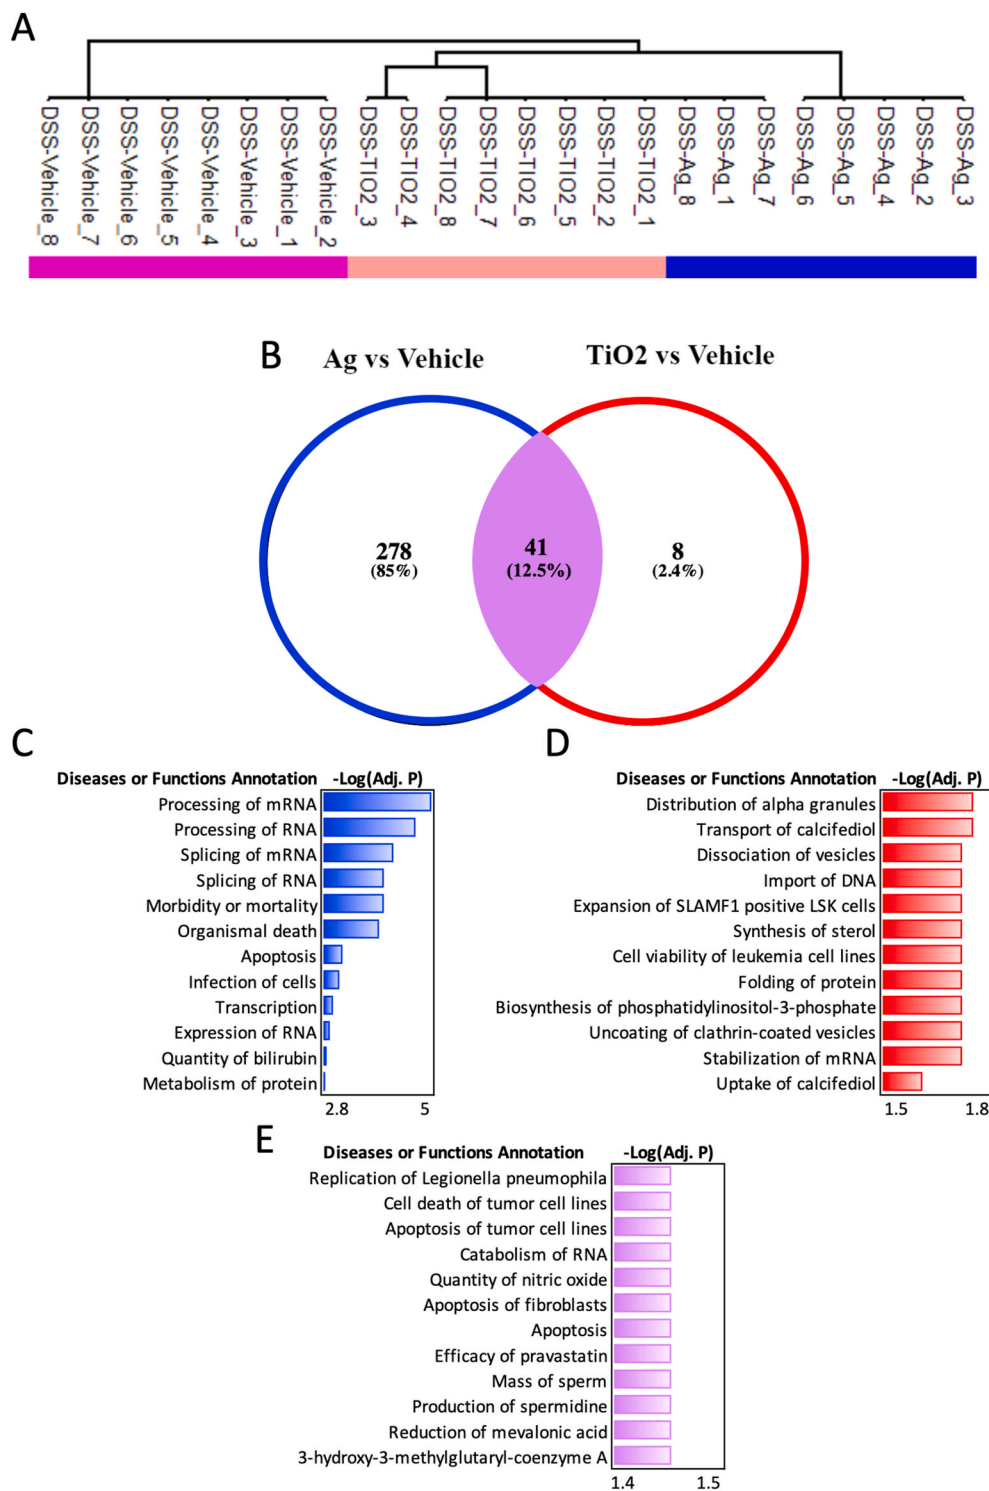 A
DSS-Vehicle_8
DSS-Vehicle_7
DSS-Vehicle_6
DSS-Vehicle_5
DSS-Vehicle_4
DSS-Vehicle_3
DSS-Vehicle_1
DSS-Vehicle_2
DSS-TIO2_3
DSS-TIO2_4
DSS-TIO2_8
DSS-TIO2_7
DSS-TIO2_6
DSS-TIO2_5
DSS-TIO2_2
DSS-TIO2_1
DSS-Ag_8
DSS-Ag_1
DSS-Ag_7
DSS-Ag_6
DSS-Ag_5
DSS-Ag_4
DSS-Ag_2
DSS-Ag_3
B
Ag vs Vehicle
TiO2 vs Vehicle
278
(85%)
41
(12.5%)
8
(2.4%)
C
Diseases or Functions Annotation -Log(Adj. P)
Processing of mRNA
Processing of RNA
Splicing of mRNA
Splicing of RNA
Morbidity or mortality
Organismal death
Apoptosis
Infection of cells
Transcription
Expression of RNA
Quantity of bilirubin
Metabolism of protein
2.8 5
D
Diseases or Functions Annotation -Log(Adj. P)
Distribution of alpha granules
Transport of calcifediol
Dissociation of vesicles
Import of DNA
Expansion of SLAMF1 positive LSK cells
Synthesis of sterol
Cell viability of leukemia cell lines
Folding of protein
Biosynthesis of phosphatidylinositol-3-phosphate
Uncoating of clathrin-coated vesicles
Stabilization of mRNA
Uptake of calcifediol
1.5 1.8
E
Diseases or Functions Annotation -Log(Adj. P)
Replication of Legionella pneumophila
Cell death of tumor cell lines
Apoptosis of tumor cell lines
Catabolism of RNA
Quantity of nitric oxide
Apoptosis of fibroblasts
Apoptosis
Efficacy of pravastatin
Mass of sperm
Production of spermidine
Reduction of mevalonic acid
3-hydroxy-3-methylglutaryl-coenzyme A
1.4 1.5